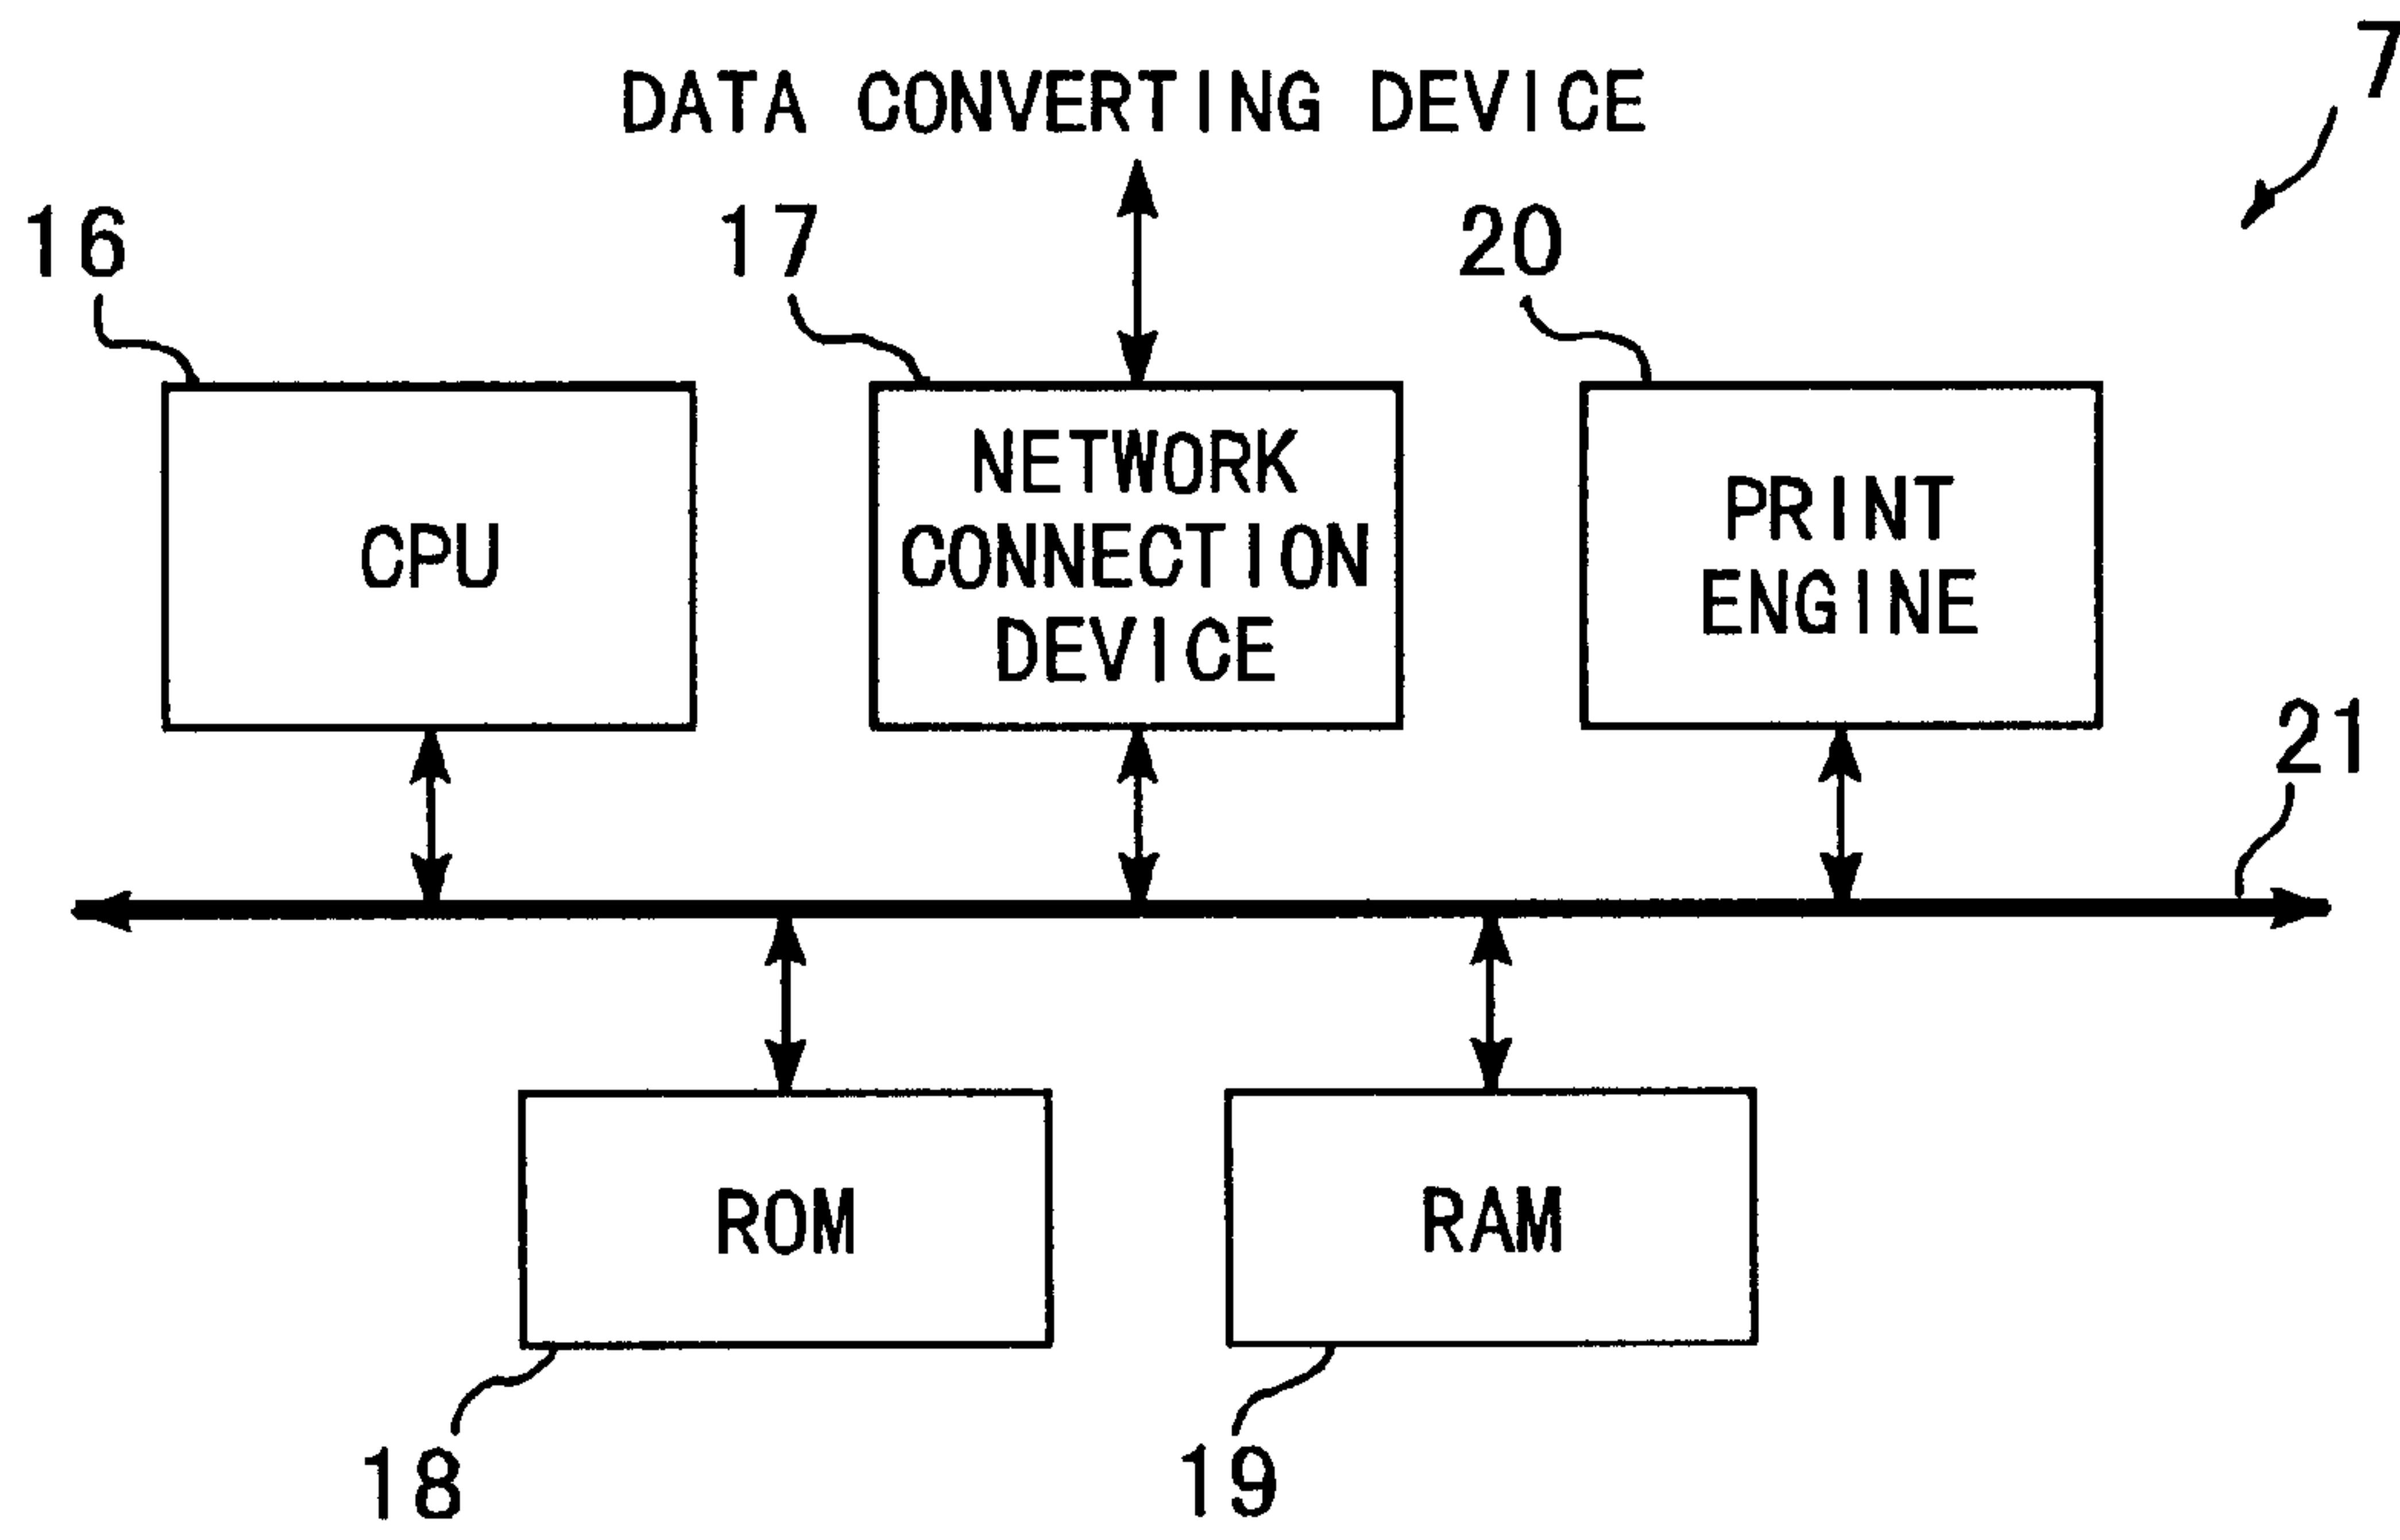 7
DATA CONVERTING DEVICE
16
17
20
CPU
NETWORK
CONNECTION
DEVICE
PRINT
ENGINE
21
ROM
RAM
18
19